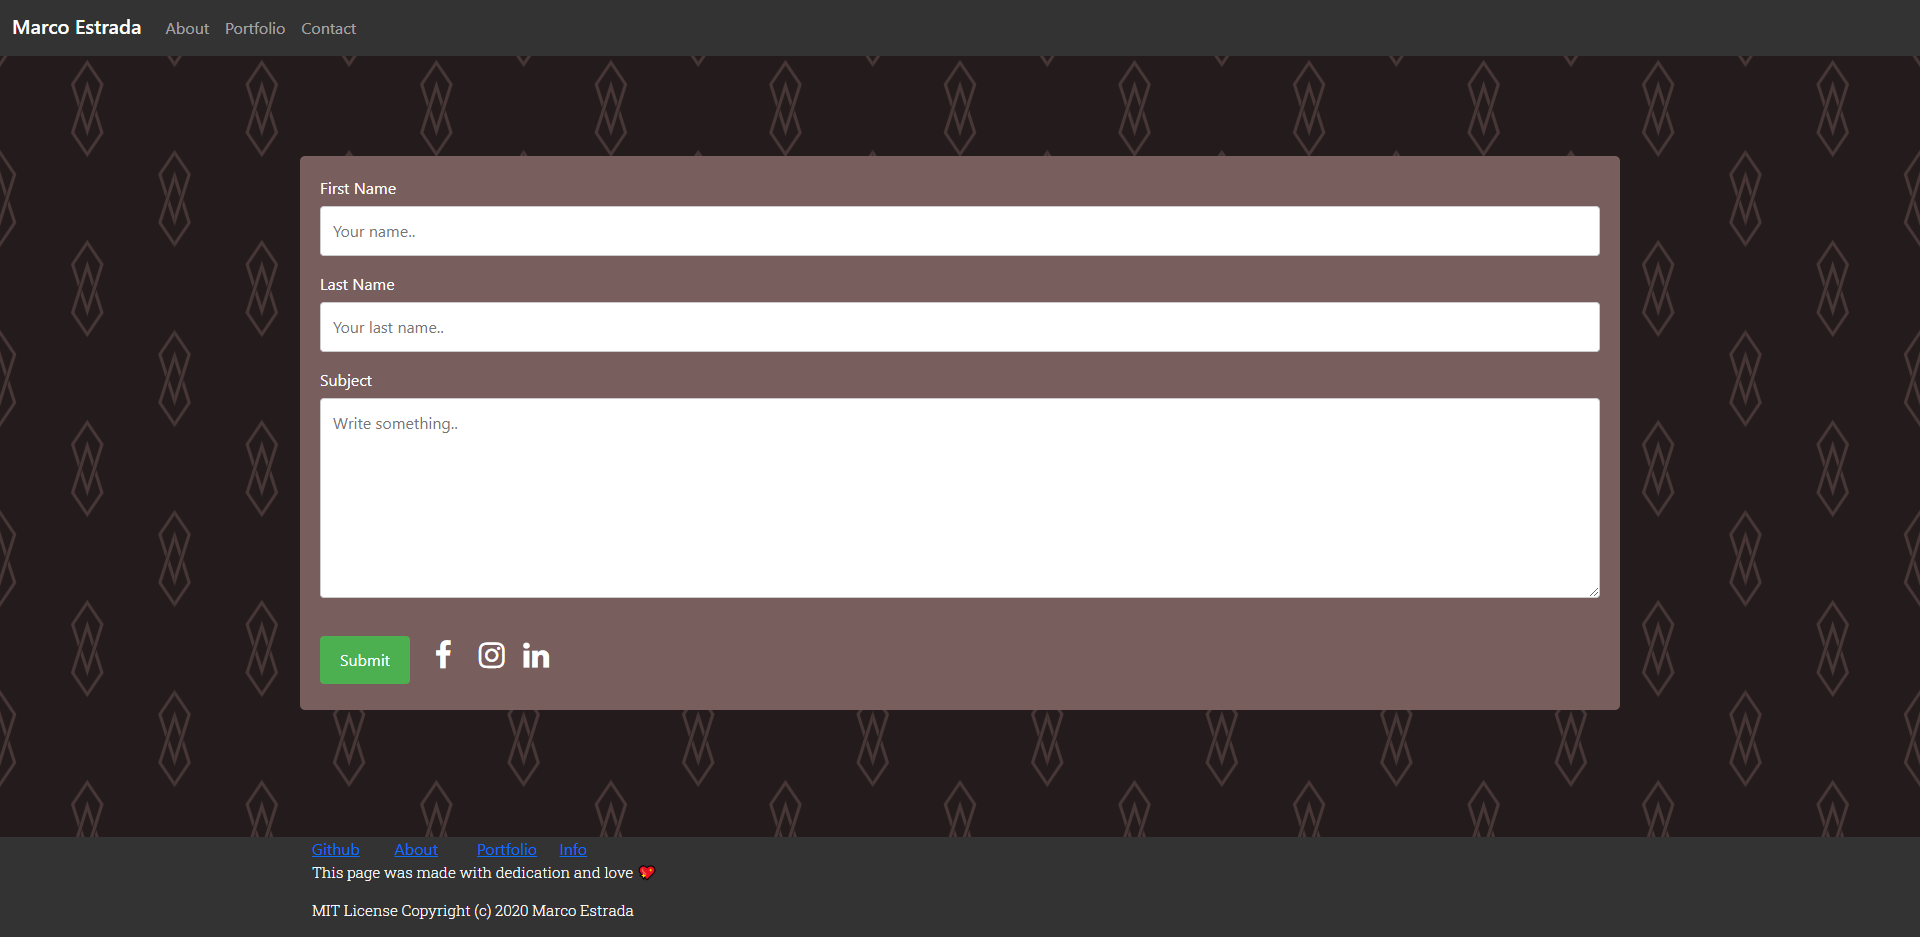 Marco Estrada About Portfolio Contact
First Name
Your name..
Last Name
Your last name..
Subject
Write something..
Submit
Github About Portfolio Info
This page was made with dedication and love 💖
MIT License Copyright (c) 2020 Marco Estrada